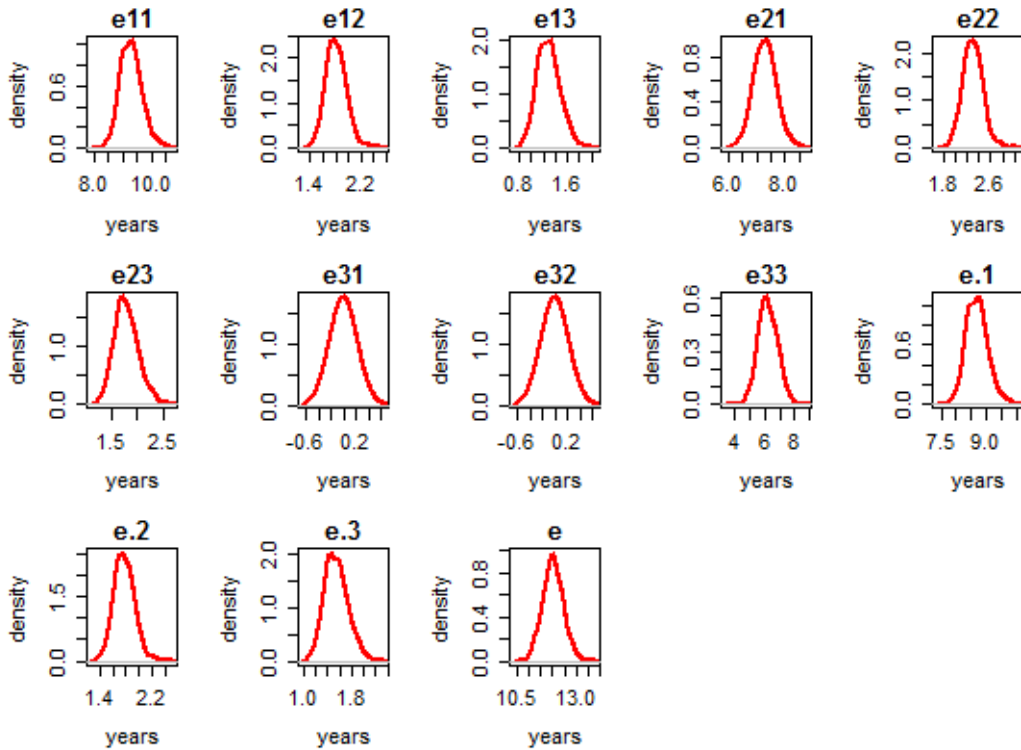 e11 e12 e13 e21 e22
density density density density density
0.0 0.6 0.0 1.0 2.0 0.0 1.0 2.0 0.0 0.4 0.8 0.0 1.0 2.0
8.0 10.0 1.4 2.2 0.8 1.6 6.0 8.0 1.8 2.6
years years years years years
e23 e31 e32 e33 e.1
density density density density density
0.0 1.0 0.0 1.0 0.0 1.0 0.0 0.3 0.6 0.0 0.6
1.5 2.5 -0.6 0.2 -0.6 0.2 4 6 8 7.5 9.0
years years years years years
e.2 e.3 e
density density density
0.0 1.5 0.0 1.0 2.0 0.0 0.4 0.8
1.4 2.2 1.0 1.8 10.5 13.0
years years years